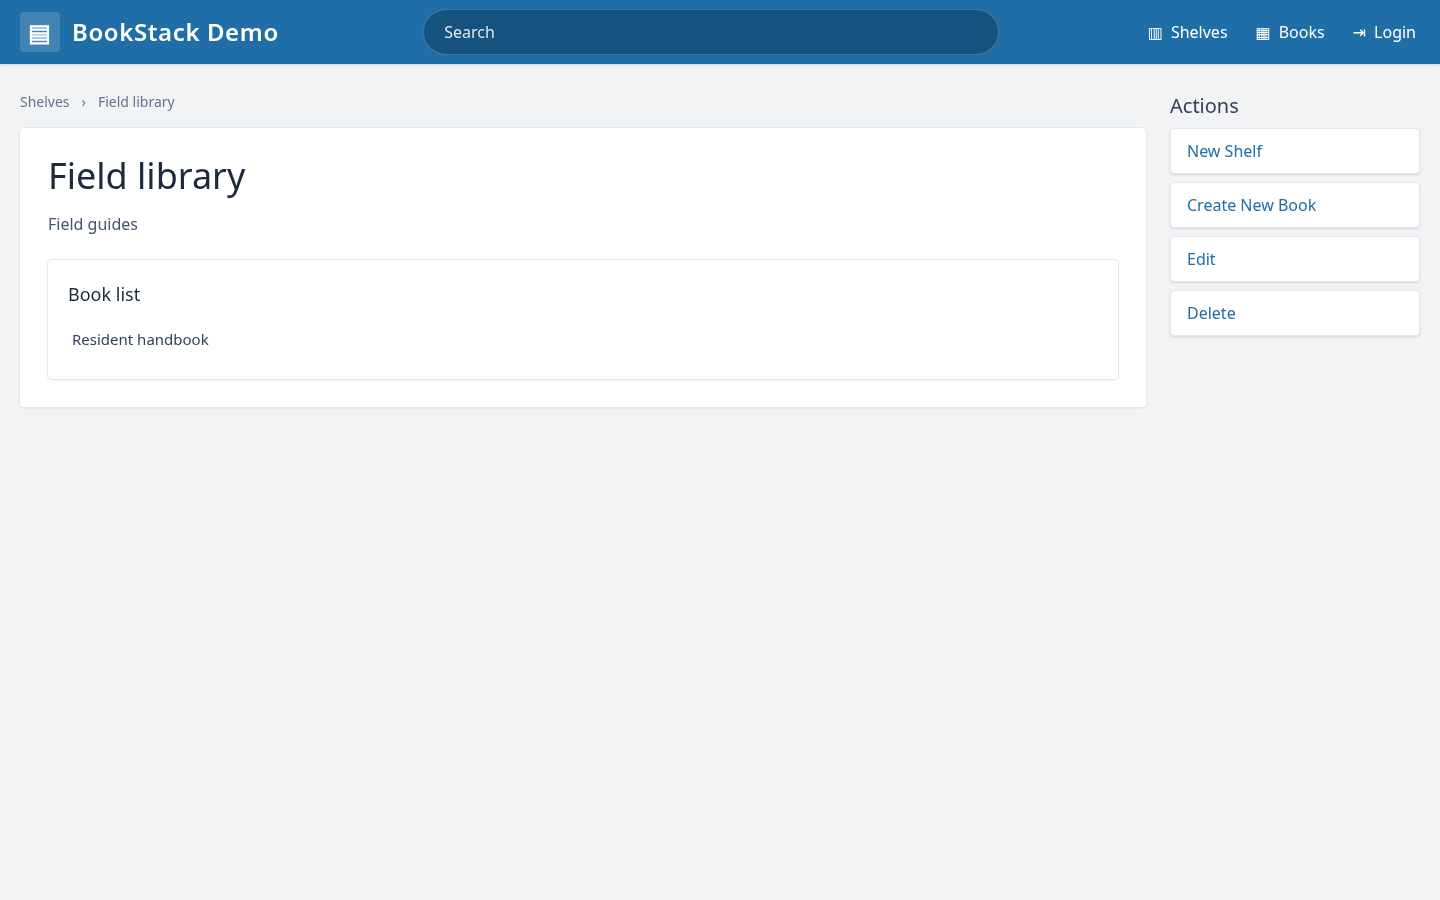 BookStack Demo
Search
Shelves
Books
Login
Shelves › Field library
Field library
Field guides
Book list
Resident handbook
Actions
New Shelf
Create New Book
Edit
Delete